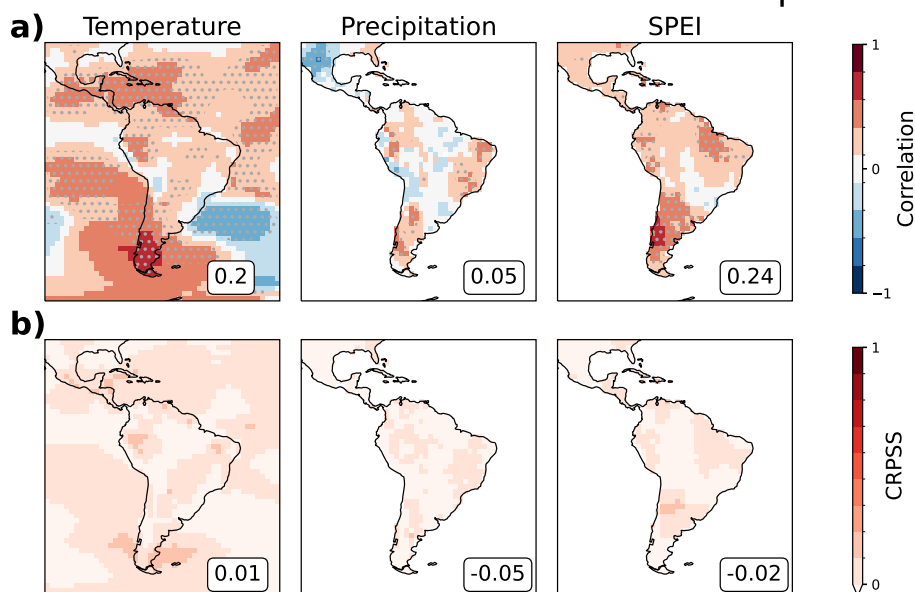 a)
Temperature
Precipitation
SPEI
0.2
0.05
0.24
1
0
−1
Correlation
b)
0.01
-0.05
-0.02
1
0
CRPSS